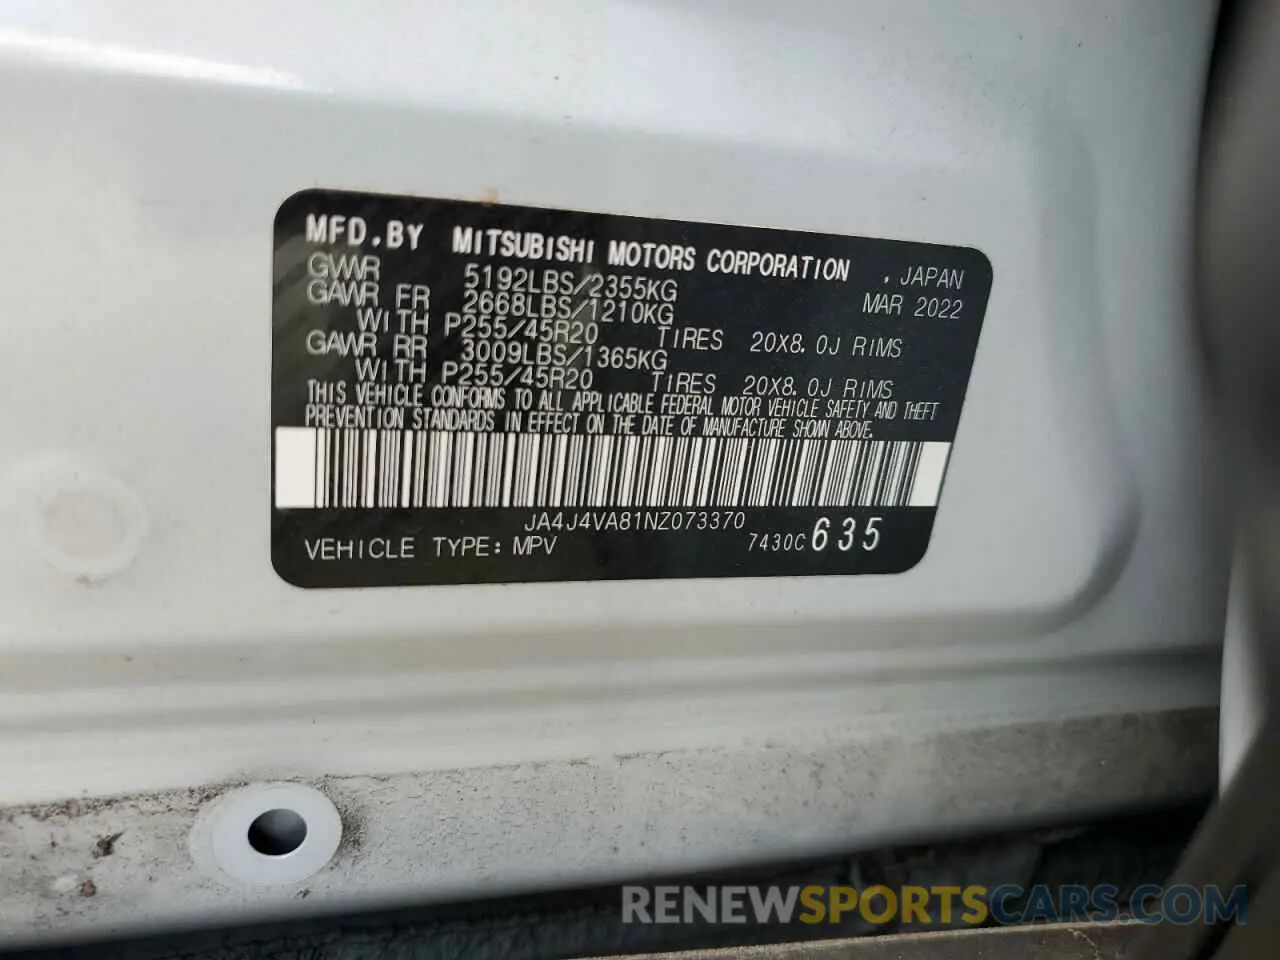 MFD.BY MITSUBISHI MOTORS CORPORATION , JAPAN
GVWR 5192LBS/2355KG MAR 2022
GAWR FR 2668LBS/1210KG
WITH P255/45R20 TIRES 20X8.0J RIMS
GAWR RR 3009LBS/1365KG
WITH P255/45R20 TIRES 20X8.0J RIMS
THIS VEHICLE CONFORMS TO ALL APPLICABLE FEDERAL MOTOR VEHICLE SAFETY AND THEFT
PREVENTION STANDARDS IN EFFECT ON THE DATE OF MANUFACTURE SHOWN ABOVE.
JA4J4VA81NZ073370
VEHICLE TYPE: MPV 7430C 635
RENEWSPORTSCARS.COM